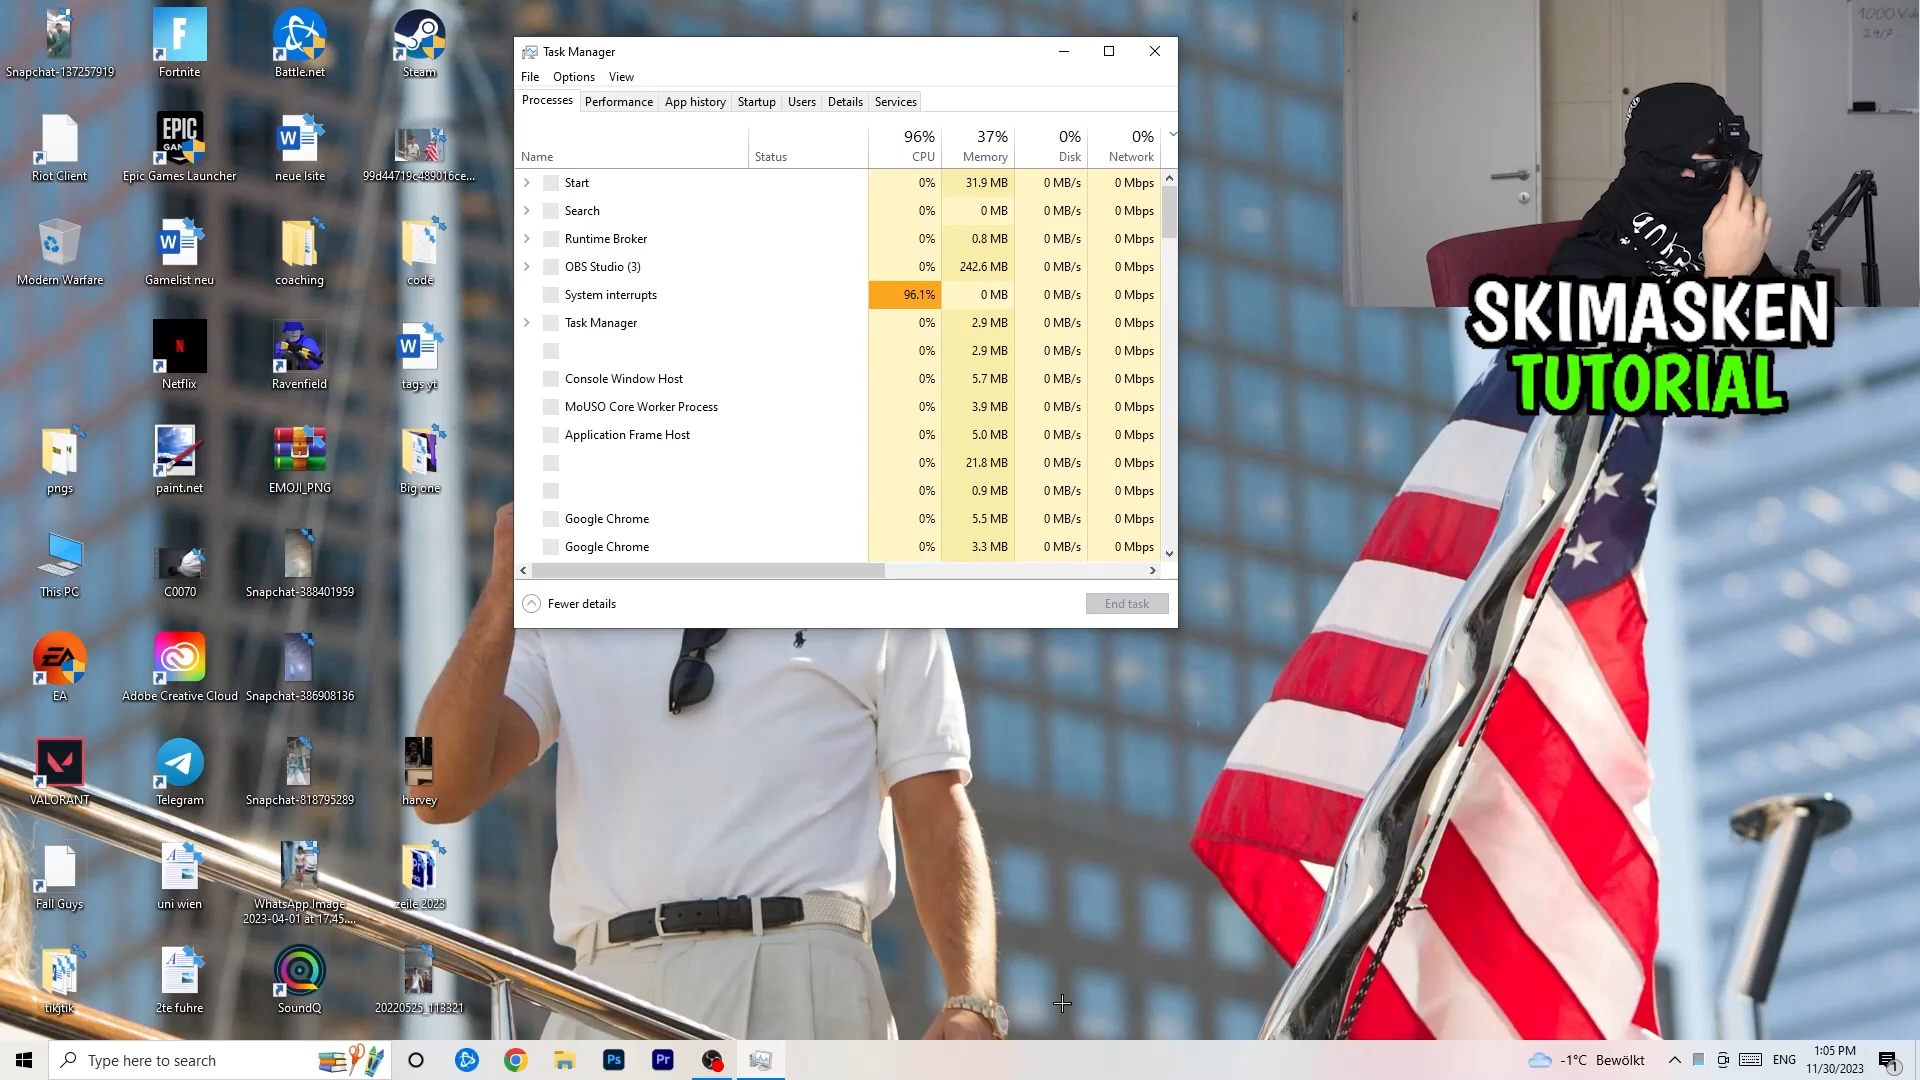 Snapchat-137257919
Fortnite
Battle.net
Steam
Riot Client
EPIC
Epic Games Launcher
neue lsite
99d44719c489016ce...
Modern Warfare
Gamelist neu
coaching
code
Netflix
Ravenfield
tags yt
pngs
paint.net
EMOJI_PNG
Big one
This PC
C0070
Snapchat-388401959
EA
EA
Adobe Creative Cloud
Snapchat-386908136
VALORANT
Telegram
Snapchat-818795289
harvey
Fall Guys
uni wien
WhatsApp Image
2023-04-01 at 17.45....
zeile 2023
tikjtik
2te fuhre
SoundQ
20220525_113321
Task Manager
File Options View
Processes Performance App history Startup Users Details Services
96% 37% 0% 0%
Name Status CPU Memory Disk Network
Start 0% 31.9 MB 0 MB/s 0 Mbps
Search 0% 0 MB 0 MB/s 0 Mbps
Runtime Broker 0% 0.8 MB 0 MB/s 0 Mbps
OBS Studio (3) 0% 242.6 MB 0 MB/s 0 Mbps
System interrupts 96.1% 0 MB 0 MB/s 0 Mbps
Task Manager 0% 2.9 MB 0 MB/s 0 Mbps
0% 2.9 MB 0 MB/s 0 Mbps
Console Window Host 0% 5.7 MB 0 MB/s 0 Mbps
MoUSO Core Worker Process 0% 3.9 MB 0 MB/s 0 Mbps
Application Frame Host 0% 5.0 MB 0 MB/s 0 Mbps
0% 21.8 MB 0 MB/s 0 Mbps
0% 0.9 MB 0 MB/s 0 Mbps
Google Chrome 0% 5.5 MB 0 MB/s 0 Mbps
Google Chrome 0% 3.3 MB 0 MB/s 0 Mbps
Fewer details End task
24/7
SKIMASKEN
TUTORIAL
Type here to search
Ps
Pr
-1°C Bewölkt
ENG
1:05 PM
11/30/2023
1